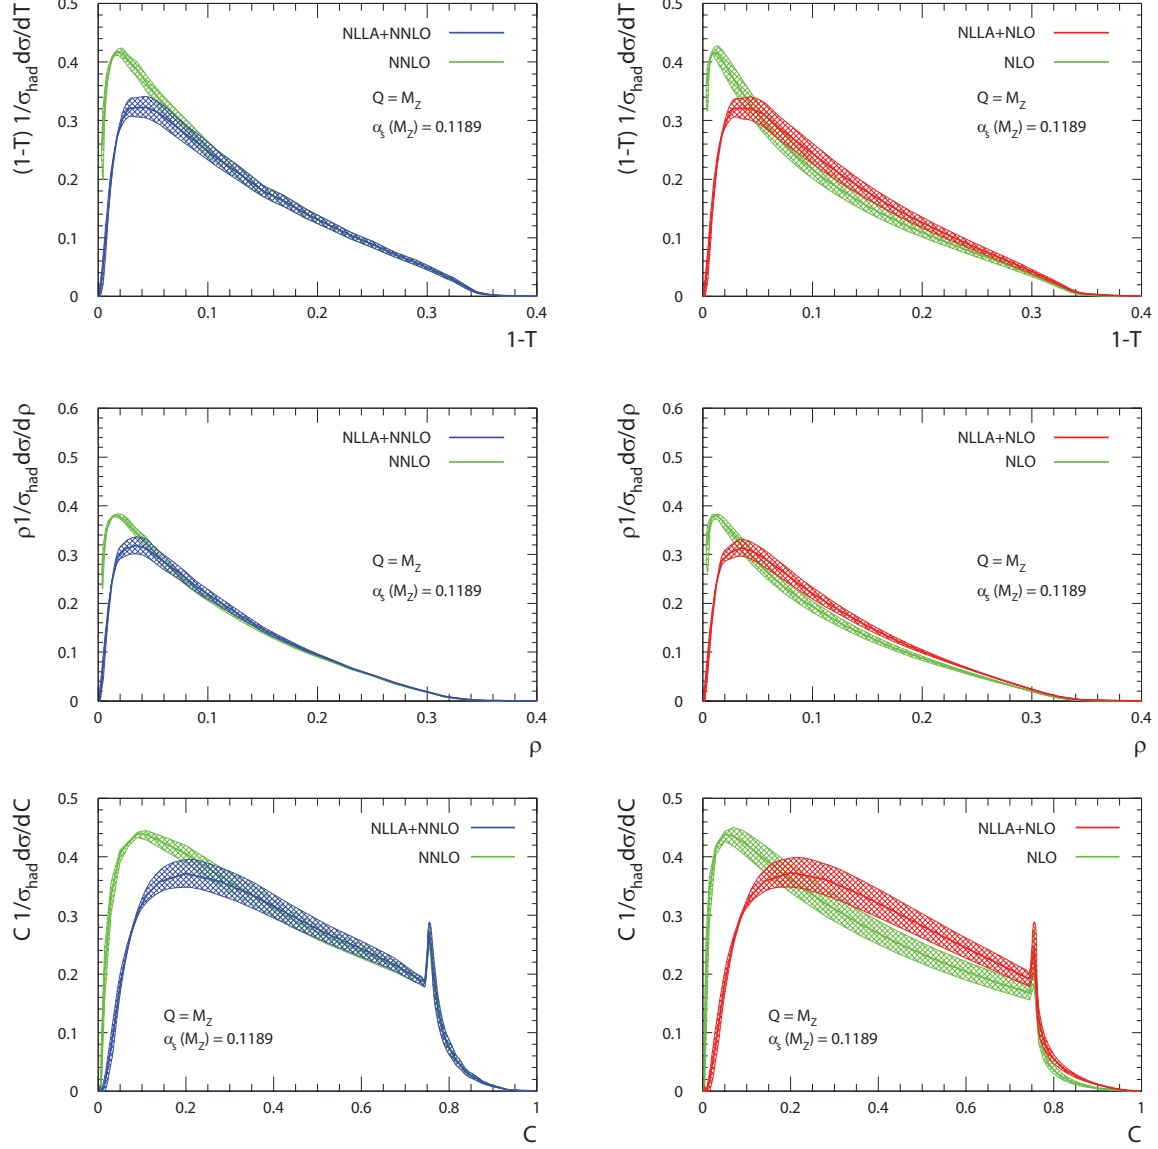 (1-T) 1/σhad dσ/dT
0.5
0.4
0.3
0.2
0.1
0
NLLA+NNLO
NNLO
Q = MZ
αs (MZ) = 0.1189
0
0.1
0.2
0.3
0.4
1-T
(1-T) 1/σhad dσ/dT
0.5
0.4
0.3
0.2
0.1
0
NLLA+NLO
NLO
Q = MZ
αs (MZ) = 0.1189
0
0.1
0.2
0.3
0.4
1-T
ρ1/σhad dσ/dρ
0.6
0.5
0.4
0.3
0.2
0.1
0
NLLA+NNLO
NNLO
Q = MZ
αs (MZ) = 0.1189
0
0.1
0.2
0.3
0.4
ρ
ρ1/σhad dσ/dρ
0.6
0.5
0.4
0.3
0.2
0.1
0
NLLA+NLO
NLO
Q = MZ
αs (MZ) = 0.1189
0
0.1
0.2
0.3
0.4
ρ
C 1/σhad dσ/dC
0.5
0.4
0.3
0.2
0.1
0
NLLA+NNLO
NNLO
Q = MZ
αs (MZ) = 0.1189
0
0.2
0.4
0.6
0.8
1
C
C 1/σhad dσ/dC
0.5
0.4
0.3
0.2
0.1
0
NLLA+NLO
NLO
Q = MZ
αs (MZ) = 0.1189
0
0.2
0.4
0.6
0.8
1
C